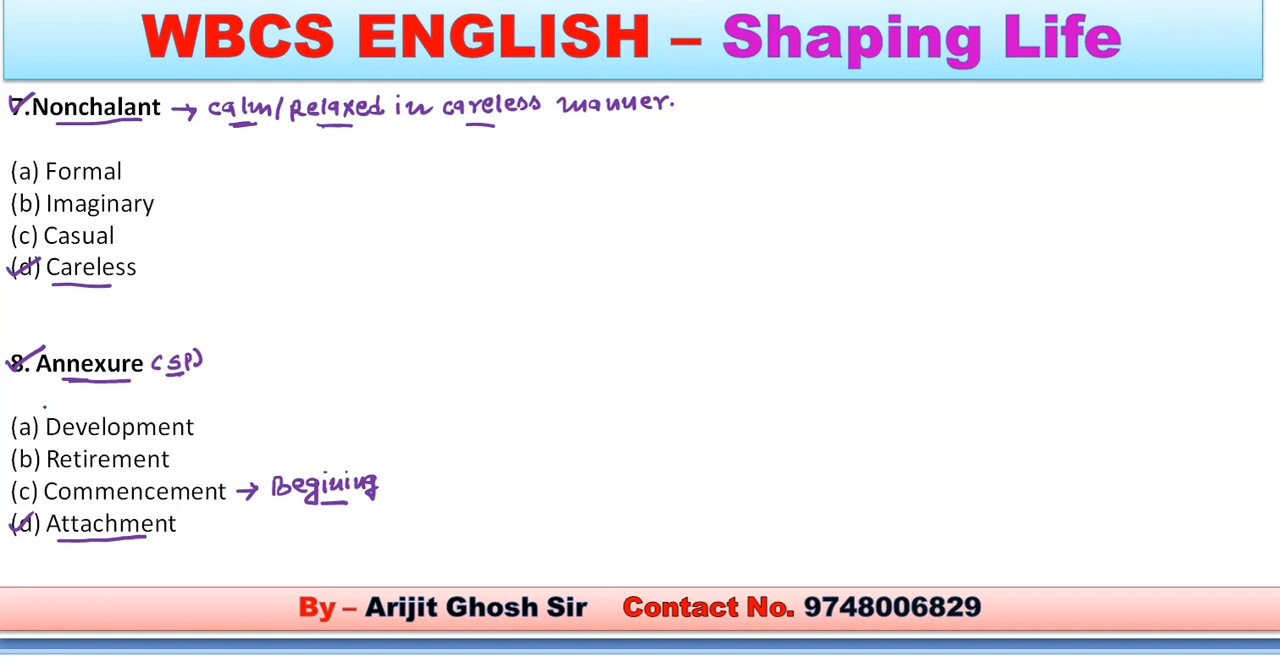 WBCS ENGLISH – Shaping Life
7.Nonchalant → calm/Relaxed in careless manner.
(a) Formal
(b) Imaginary
(c) Casual
(d) Careless
8. Annexure (SP)
(a) Development
(b) Retirement
(c) Commencement → Begining
(d) Attachment
By – Arijit Ghosh Sir Contact No. 9748006829